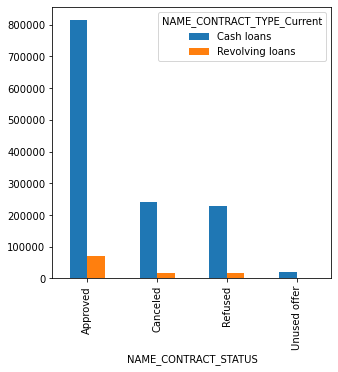 NAME_CONTRACT_TYPE_Current
Cash loans
Revolving loans
800000
700000
600000
500000
400000
300000
200000
100000
0
Approved
Canceled
Refused
Unused offer
NAME_CONTRACT_STATUS